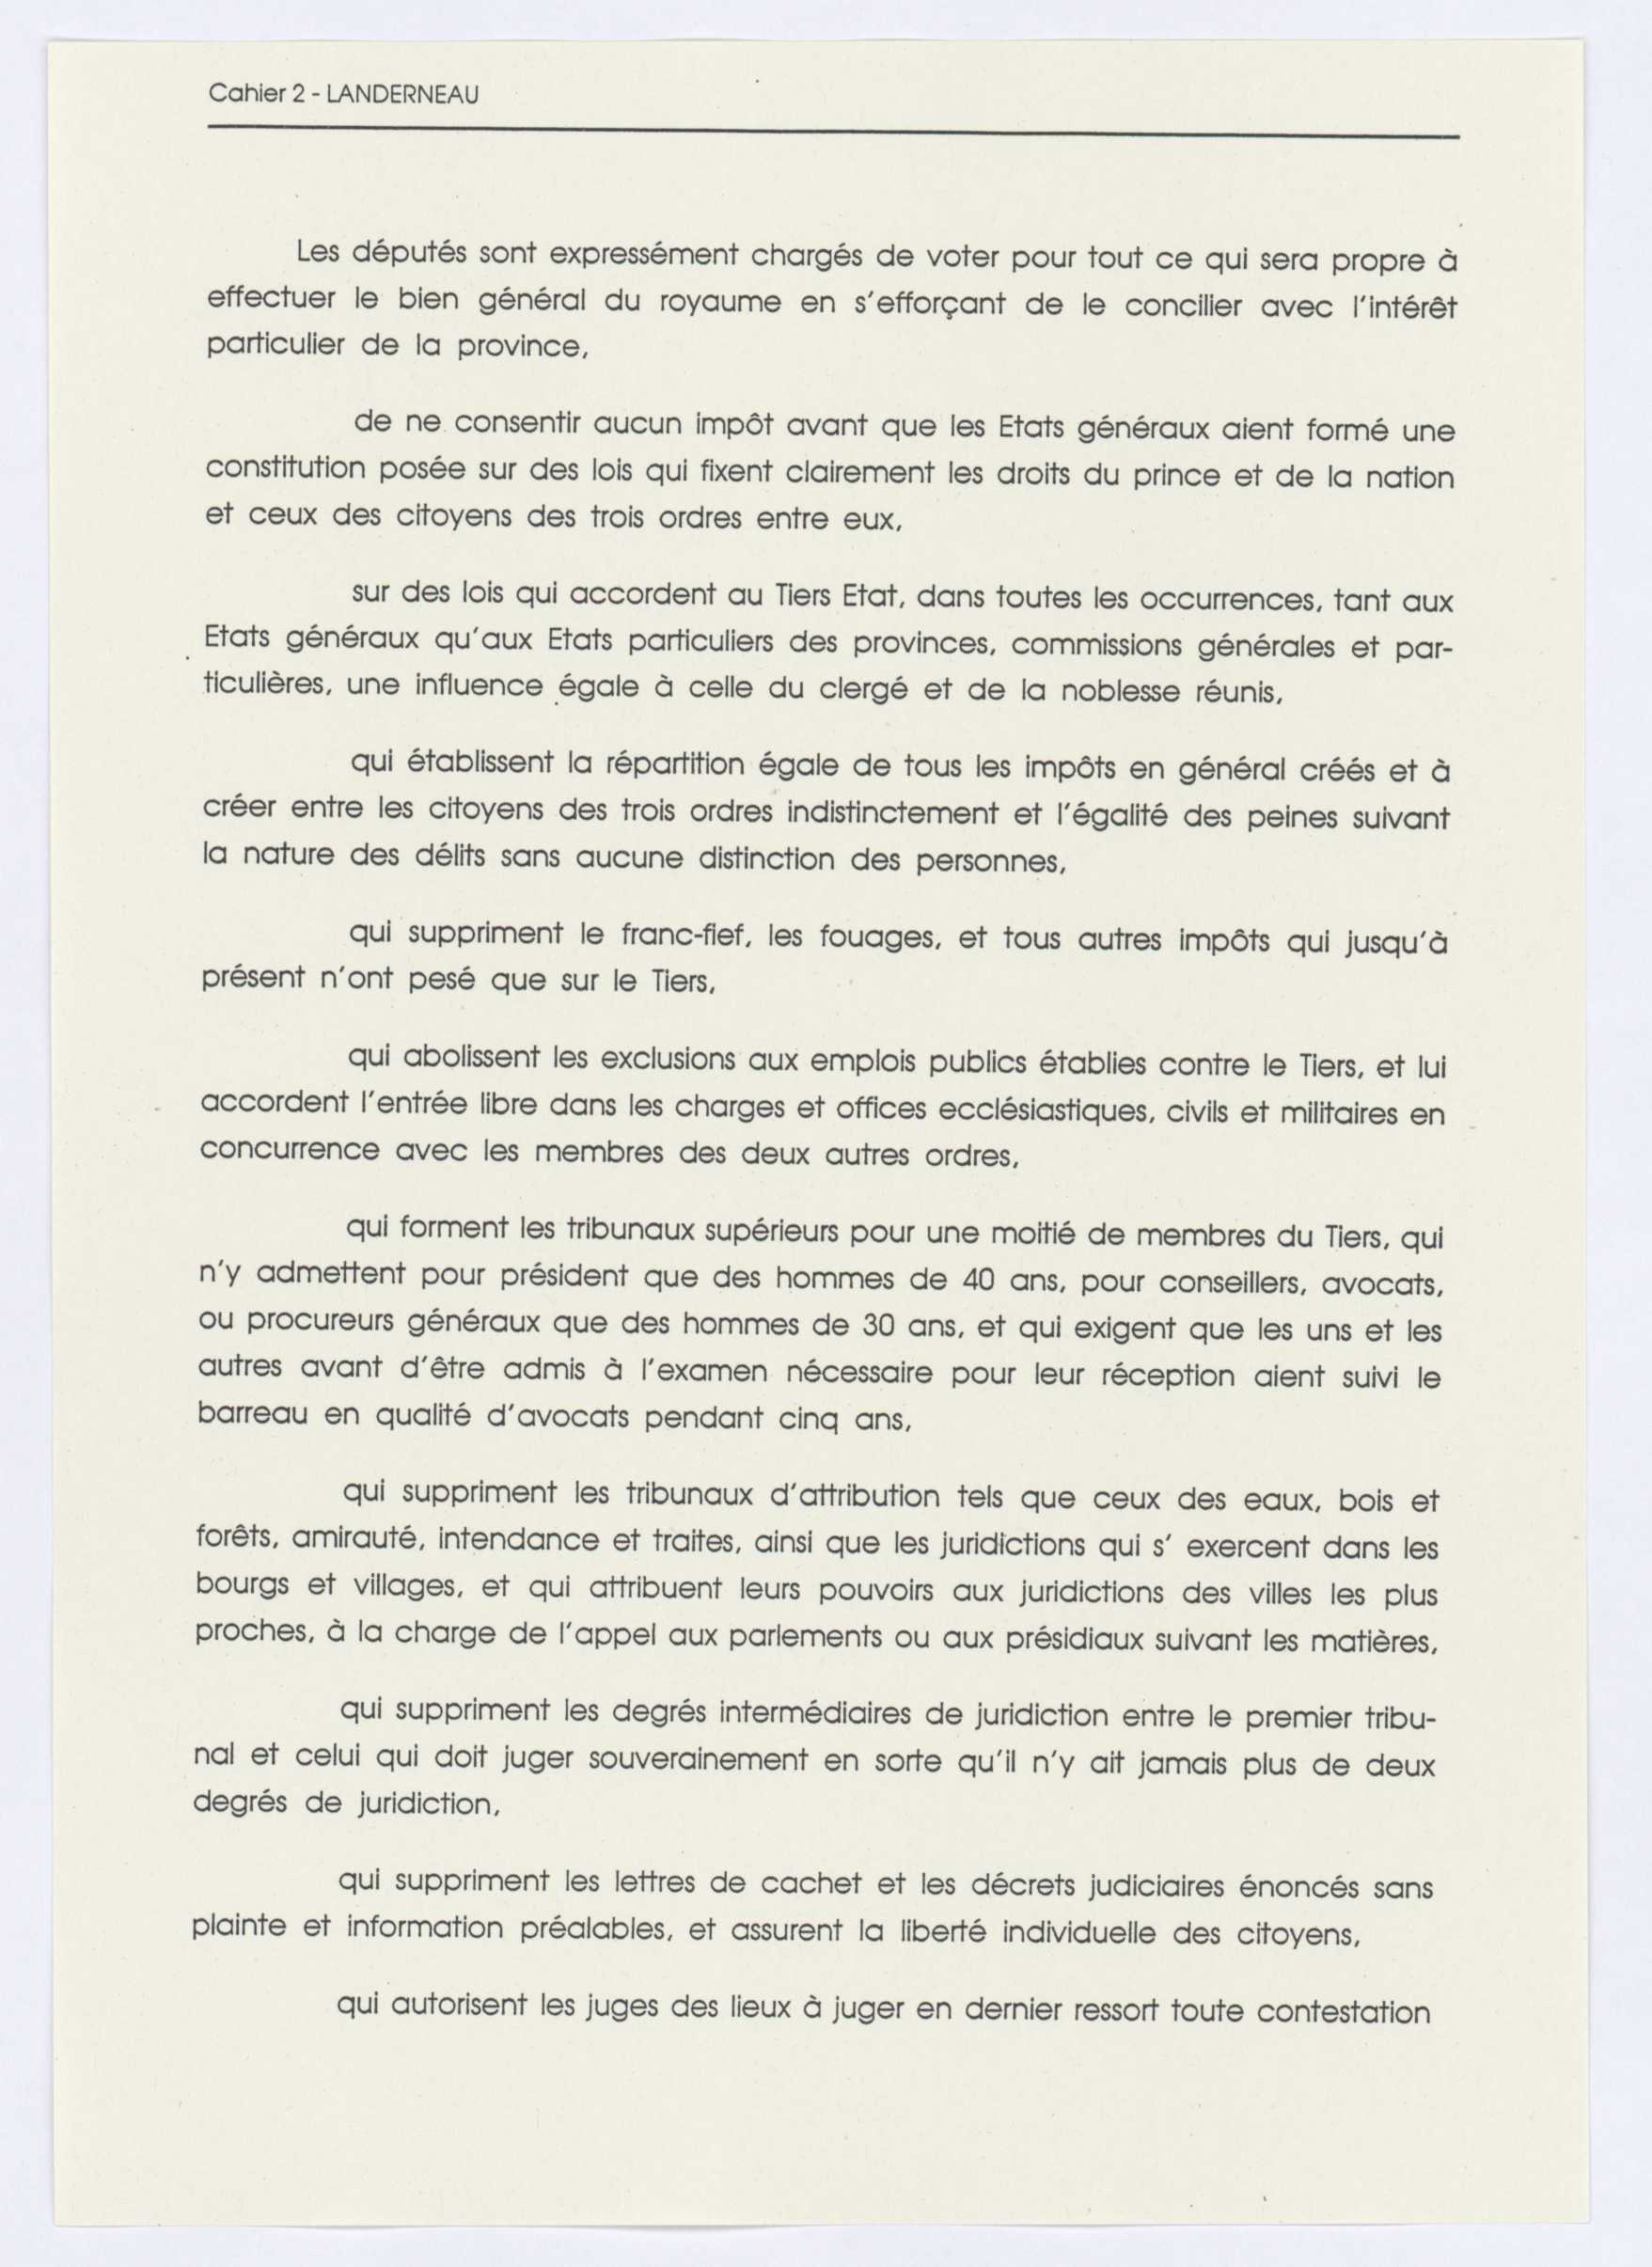 Cahier 2 - LANDERNEAU
Les députés sont expressément chargés de voter pour tout ce qui sera propre à
effectuer le bien général du royaume en s'efforçant de le concilier avec l'intérêt
particulier de la province,
de ne consentir aucun impôt avant que les Etats généraux aient formé une
constitution posée sur des lois qui fixent clairement les droits du prince et de la nation
et ceux des citoyens des trois ordres entre eux,
sur des lois qui accordent au Tiers Etat, dans toutes les occurrences, tant aux
Etats généraux qu'aux Etats particuliers des provinces, commissions générales et par-
ticulières, une influence égale à celle du clergé et de la noblesse réunis,
qui établissent la répartition égale de tous les impôts en général créés et à
créer entre les citoyens des trois ordres indistinctement et l'égalité des peines suivant
la nature des délits sans aucune distinction des personnes,
qui suppriment le franc-fief, les fouages, et tous autres impôts qui jusqu'à
présent n'ont pesé que sur le Tiers,
qui abolissent les exclusions aux emplois publics établies contre le Tiers, et lui
accordent l'entrée libre dans les charges et offices ecclésiastiques, civils et militaires en
concurrence avec les membres des deux autres ordres,
qui forment les tribunaux supérieurs pour une moitié de membres du Tiers, qui
n'y admettent pour président que des hommes de 40 ans, pour conseillers, avocats,
ou procureurs généraux que des hommes de 30 ans, et qui exigent que les uns et les
autres avant d'être admis à l'examen nécessaire pour leur réception aient suivi le
barreau en qualité d'avocats pendant cinq ans,
qui suppriment les tribunaux d'attribution tels que ceux des eaux, bois et
forêts, amirauté, intendance et traites, ainsi que les juridictions qui s' exercent dans les
bourgs et villages, et qui attribuent leurs pouvoirs aux juridictions des villes les plus
proches, à la charge de l'appel aux parlements ou aux présidiaux suivant les matières,
qui suppriment les degrés intermédiaires de juridiction entre le premier tribu-
nal et celui qui doit juger souverainement en sorte qu'il n'y ait jamais plus de deux
degrés de juridiction,
qui suppriment les lettres de cachet et les décrets judiciaires énoncés sans
plainte et information préalables, et assurent la liberté individuelle des citoyens,
qui autorisent les juges des lieux à juger en dernier ressort toute contestation